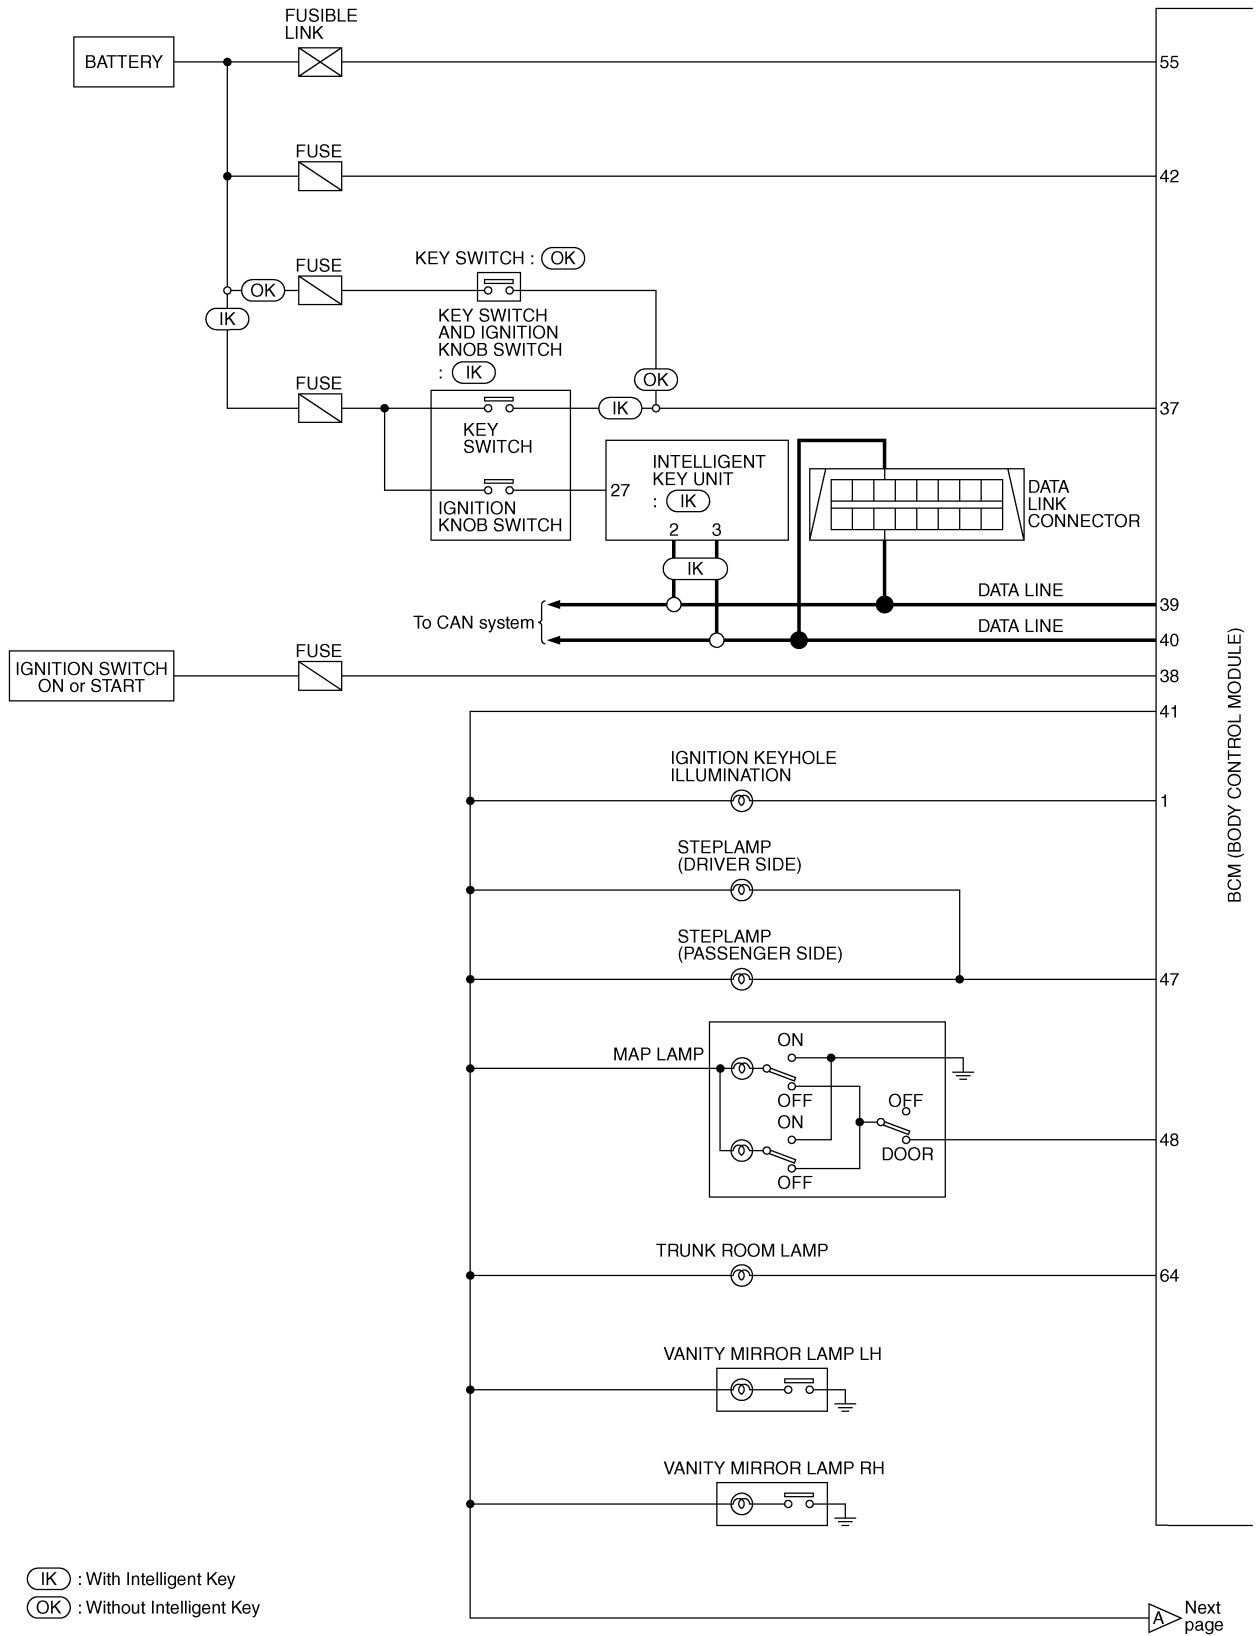 FUSIBLE
LINK
BATTERY
55
FUSE
42
KEY SWITCH : OK
FUSE
OK
IK
KEY SWITCH
AND IGNITION
KNOB SWITCH
: IK
OK
FUSE
IK
37
KEY
SWITCH
INTELLIGENT
KEY UNIT
: IK
27
2 3
IGNITION
KNOB SWITCH
DATA
LINK
CONNECTOR
IK
DATA LINE
39
To CAN system
DATA LINE
40
IGNITION SWITCH
ON or START
FUSE
38
41
BCM (BODY CONTROL MODULE)
IGNITION KEYHOLE
ILLUMINATION
1
STEPLAMP
(DRIVER SIDE)
STEPLAMP
(PASSENGER SIDE)
47
MAP LAMP
ON
OFF
ON
OFF
OFF
DOOR
48
TRUNK ROOM LAMP
64
VANITY MIRROR LAMP LH
VANITY MIRROR LAMP RH
IK : With Intelligent Key
OK : Without Intelligent Key
A
Next
page